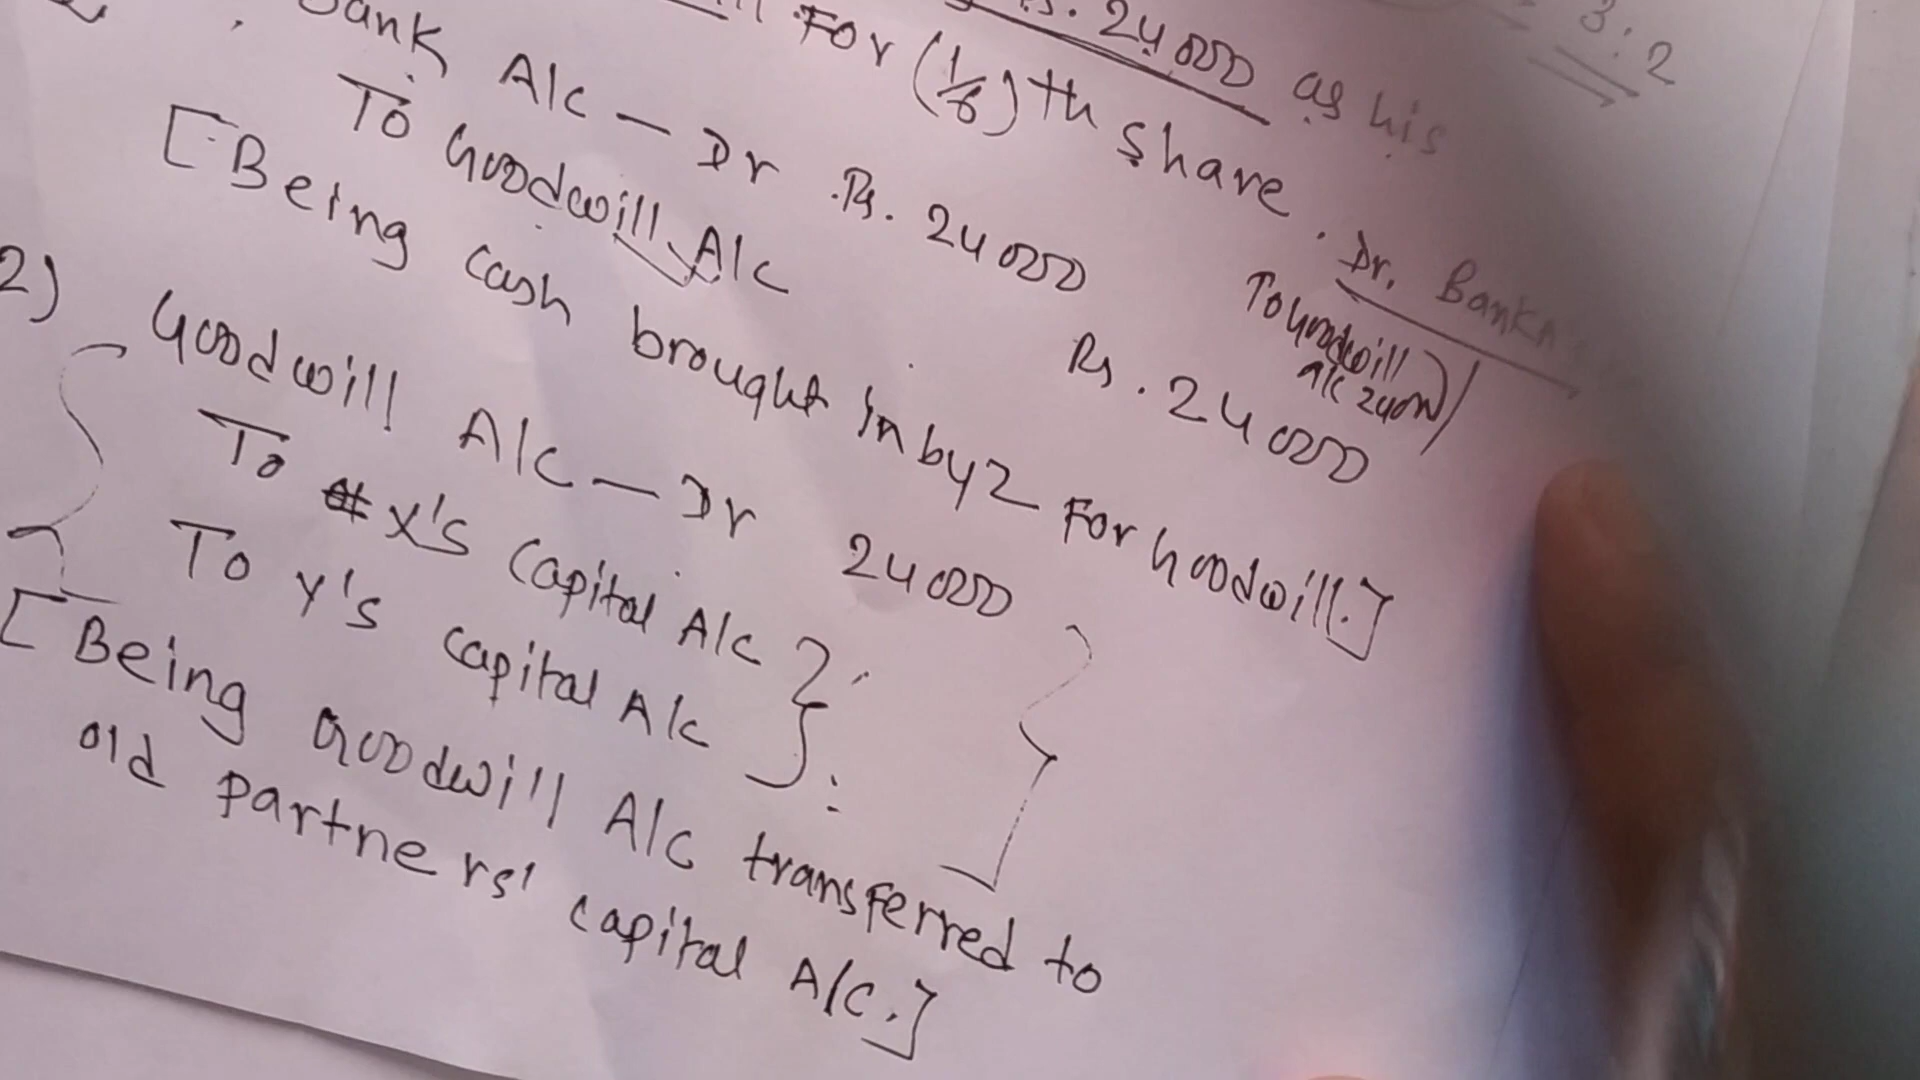 3:2
Rs. 24000 as his
For (1/6)th share.
Bank A/c — Dr Rs. 24000
To Goodwill A/c Rs. 24000
[Being cash brought in by Z For Goodwill.]
Dr. Bank A
To Goodwill
A/c 24000
2) Goodwill A/c — Dr 24000
To X's Capital A/c
To Y's Capital A/c
[Being Goodwill A/c transferred to
old partners' capital A/c.]